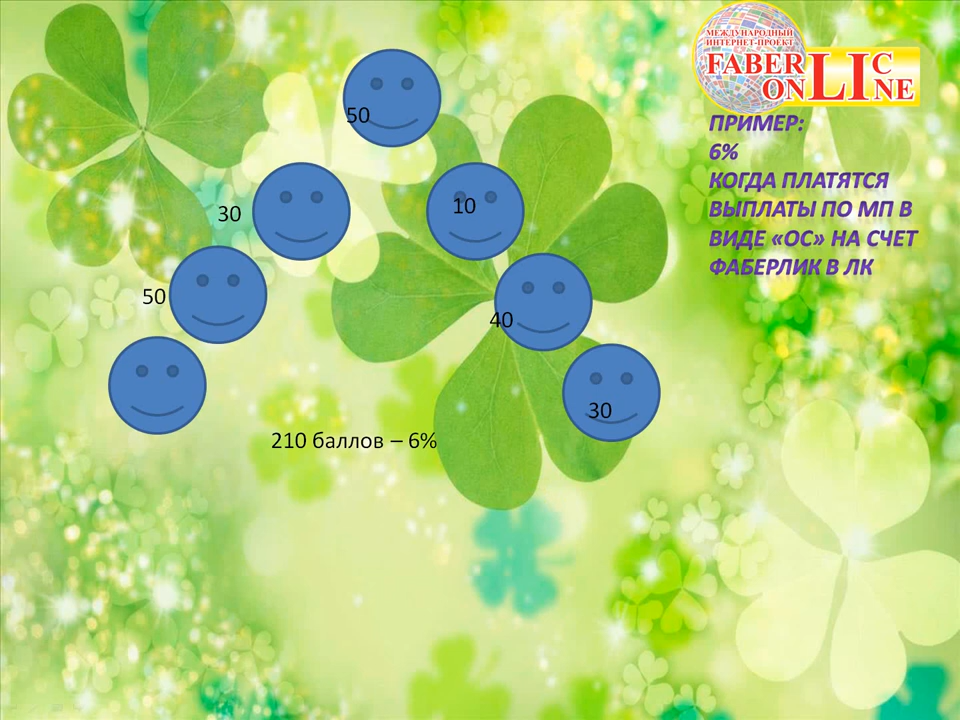 МЕЖДУНАРОДНЫЙ
ИНТЕРНЕТ-ПРОЕКТ
FABERLIC
ONLINE
ПРИМЕР:
6%
КОГДА ПЛАТЯТСЯ
ВЫПЛАТЫ ПО МП В
ВИДЕ «ОС» НА СЧЕТ
ФАБЕРЛИК В ЛК
50
30
10
50
40
30
210 баллов – 6%